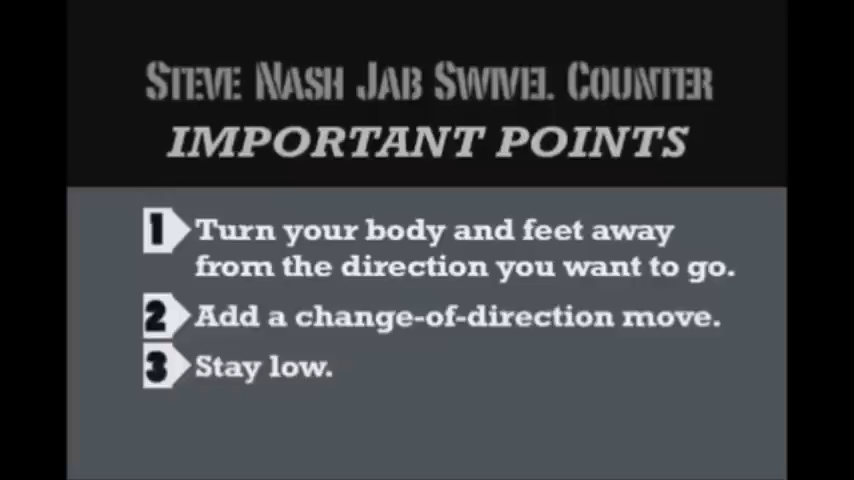 STEVE NASH JAB SWIVEL COUNTER
IMPORTANT POINTS
1 Turn your body and feet away
from the direction you want to go.
2 Add a change-of-direction move.
3 Stay low.